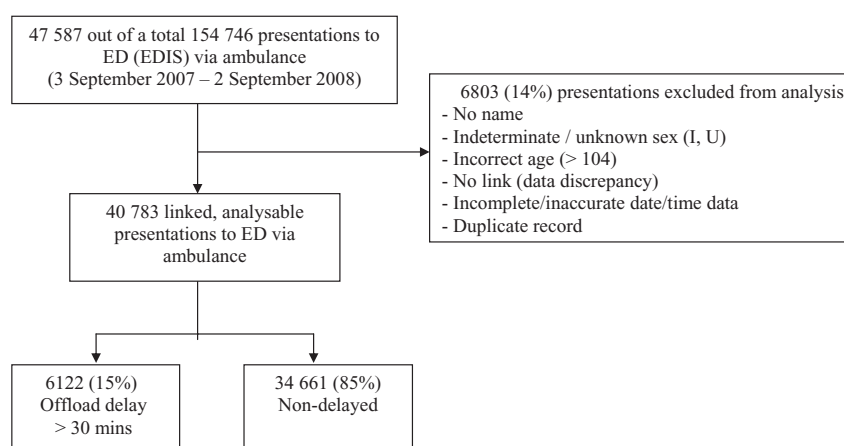 47 587 out of a total 154 746 presentations to
ED (EDIS) via ambulance
(3 September 2007 – 2 September 2008)
6803 (14%) presentations excluded from analysis
- No name
- Indeterminate / unknown sex (I, U)
- Incorrect age (> 104)
- No link (data discrepancy)
- Incomplete/inaccurate date/time data
- Duplicate record
40 783 linked, analysable
presentations to ED via
ambulance
6122 (15%)
Offload delay
> 30 mins
34 661 (85%)
Non-delayed